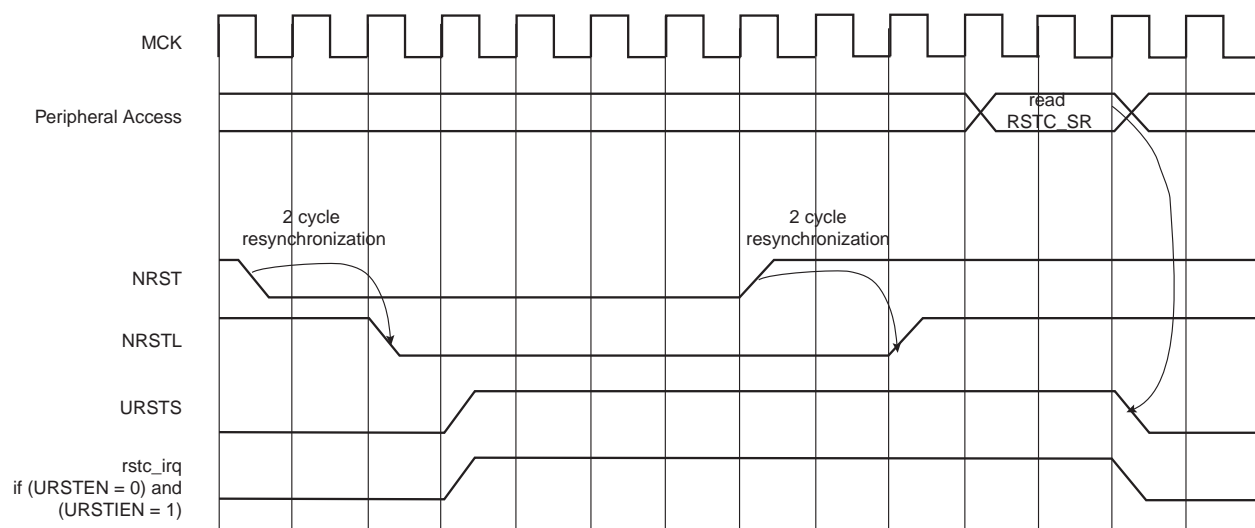 MCK
Peripheral Access
read
RSTC_SR
2 cycle
resynchronization
2 cycle
resynchronization
NRST
NRSTL
URSTS
rstc_irq
if (URSTEN = 0) and
(URSTIEN = 1)